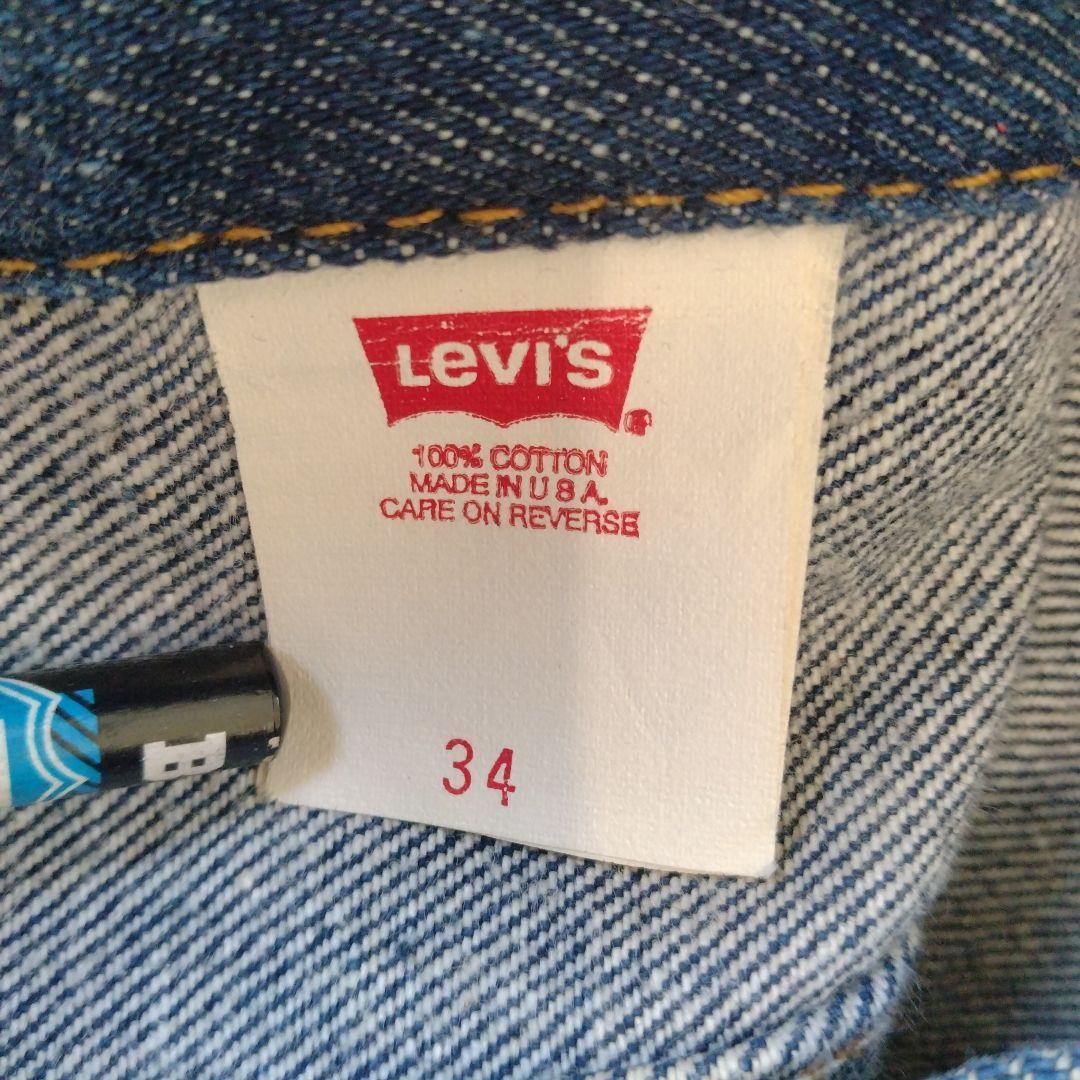 LEVI'S
100% COTTON
MADE IN U S A.
CARE ON REVERSE
34
B